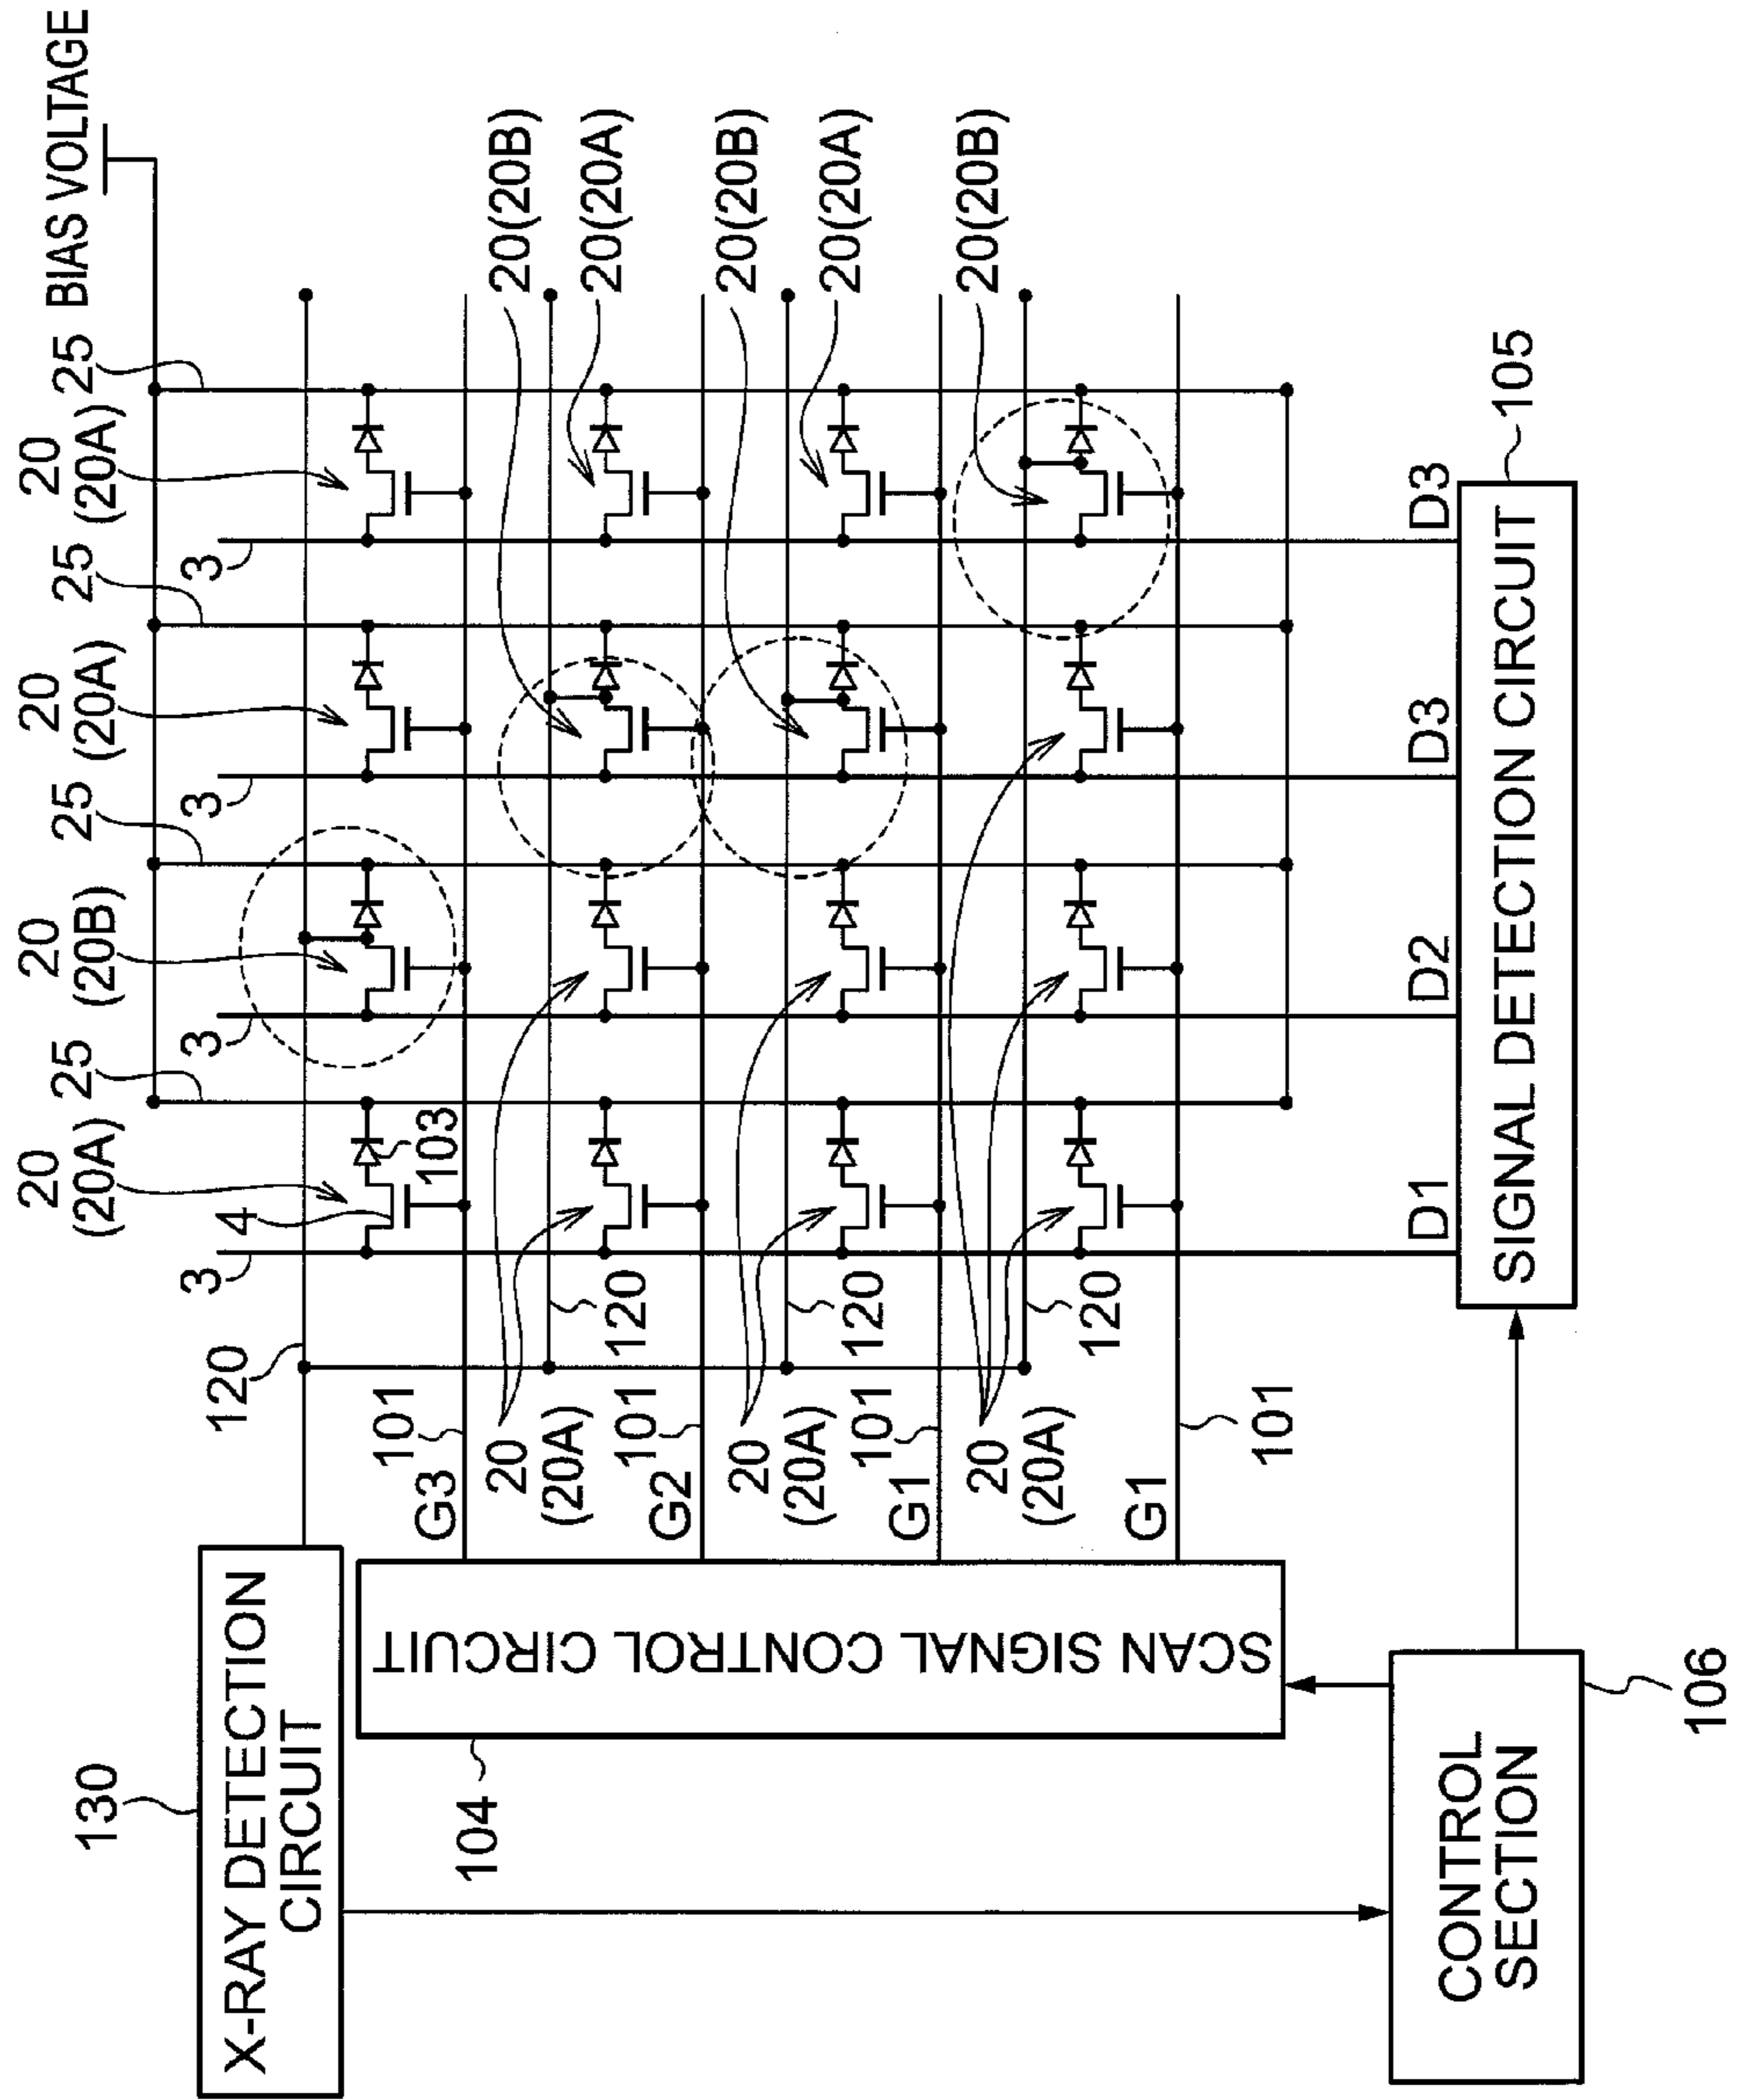 BIAS VOLTAGE
25
25
25
25
20
(20A)
20
(20B)
20
(20A)
20
(20A)
3
3
3
3
4
103
120
120
120
120
20(20B)
20(20A)
20(20B)
20(20A)
20(20B)
101
G3
20
(20A)
101
G2
20
(20A)
101
G1
20
(20A)
101
G1
D1
D2
D3
D3
130
X-RAY DETECTION
CIRCUIT
104
SCAN SIGNAL CONTROL CIRCUIT
105
SIGNAL DETECTION CIRCUIT
106
CONTROL
SECTION